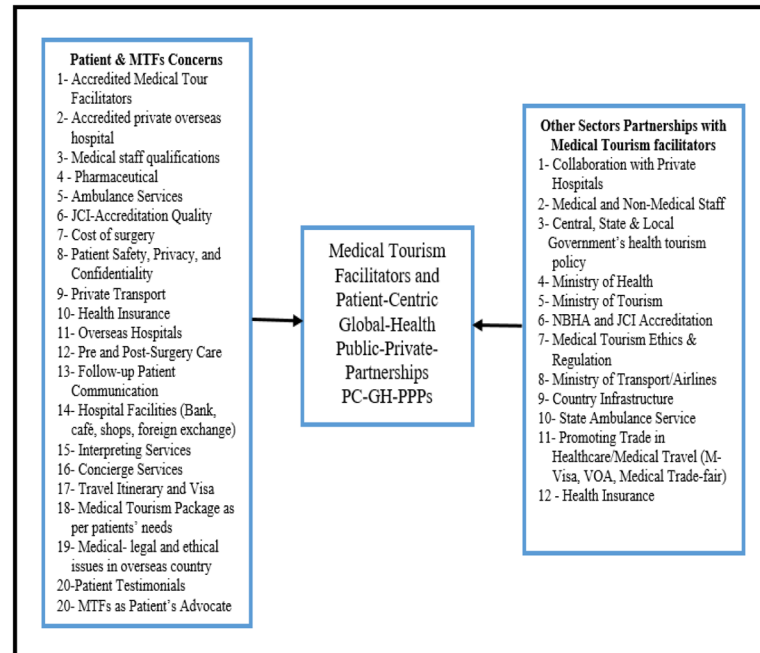 Patient & MTFs Concerns
1- Accredited Medical Tour
Facilitators
2- Accredited private overseas
hospital
3- Medical staff qualifications
4 - Pharmaceutical
5- Ambulance Services
6- JCI-Accreditation Quality
7- Cost of surgery
8- Patient Safety, Privacy, and
Confidentiality
9- Private Transport
10- Health Insurance
11- Overseas Hospitals
12- Pre and Post-Surgery Care
13- Follow-up Patient
Communication
14- Hospital Facilities (Bank,
café, shops, foreign exchange)
15- Interpreting Services
16- Concierge Services
17- Travel Itinerary and Visa
18- Medical Tourism Package as
per patients' needs
19- Medical- legal and ethical
issues in overseas country
20-Patient Testimonials
20- MTFs as Patient's Advocate
Medical Tourism
Facilitators and
Patient-Centric
Global-Health
Public-Private-
Partnerships
PC-GH-PPPs
Other Sectors Partnerships with
Medical Tourism facilitators
1- Collaboration with Private
Hospitals
2- Medical and Non-Medical Staff
3- Central, State & Local
Government's health tourism
policy
4- Ministry of Health
5- Ministry of Tourism
6- NBHA and JCI Accreditation
7- Medical Tourism Ethics &
Regulation
8- Ministry of Transport/Airlines
9- Country Infrastructure
10- State Ambulance Service
11- Promoting Trade in
Healthcare/Medical Travel (M-
Visa, VOA, Medical Trade-fair)
12 - Health Insurance